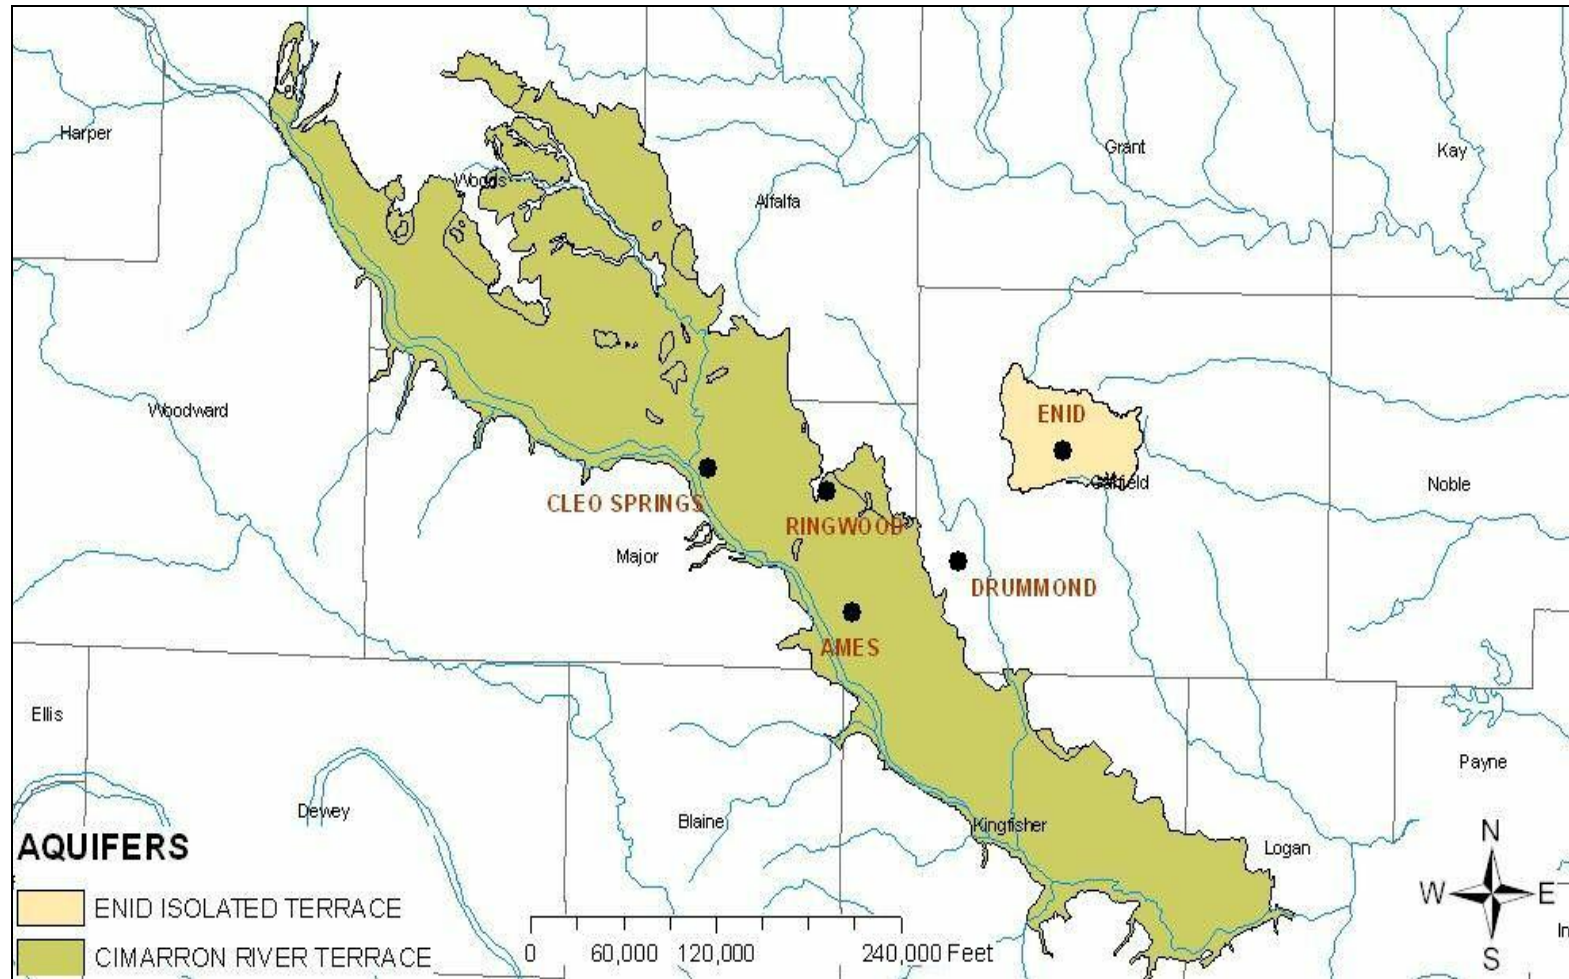 Harper
Grant
Kay
Woods
Alfalfa
Woodward
ENID
Garfield
Noble
CLEO SPRINGS
RINGWOOD
Major
DRUMMOND
AMES
Ellis
Payne
Dewey
Blaine
Kingfisher
Logan
AQUIFERS
ENID ISOLATED TERRACE
CIMARRON RIVER TERRACE
0 60,000 120,000 240,000 Feet
N
W E
S